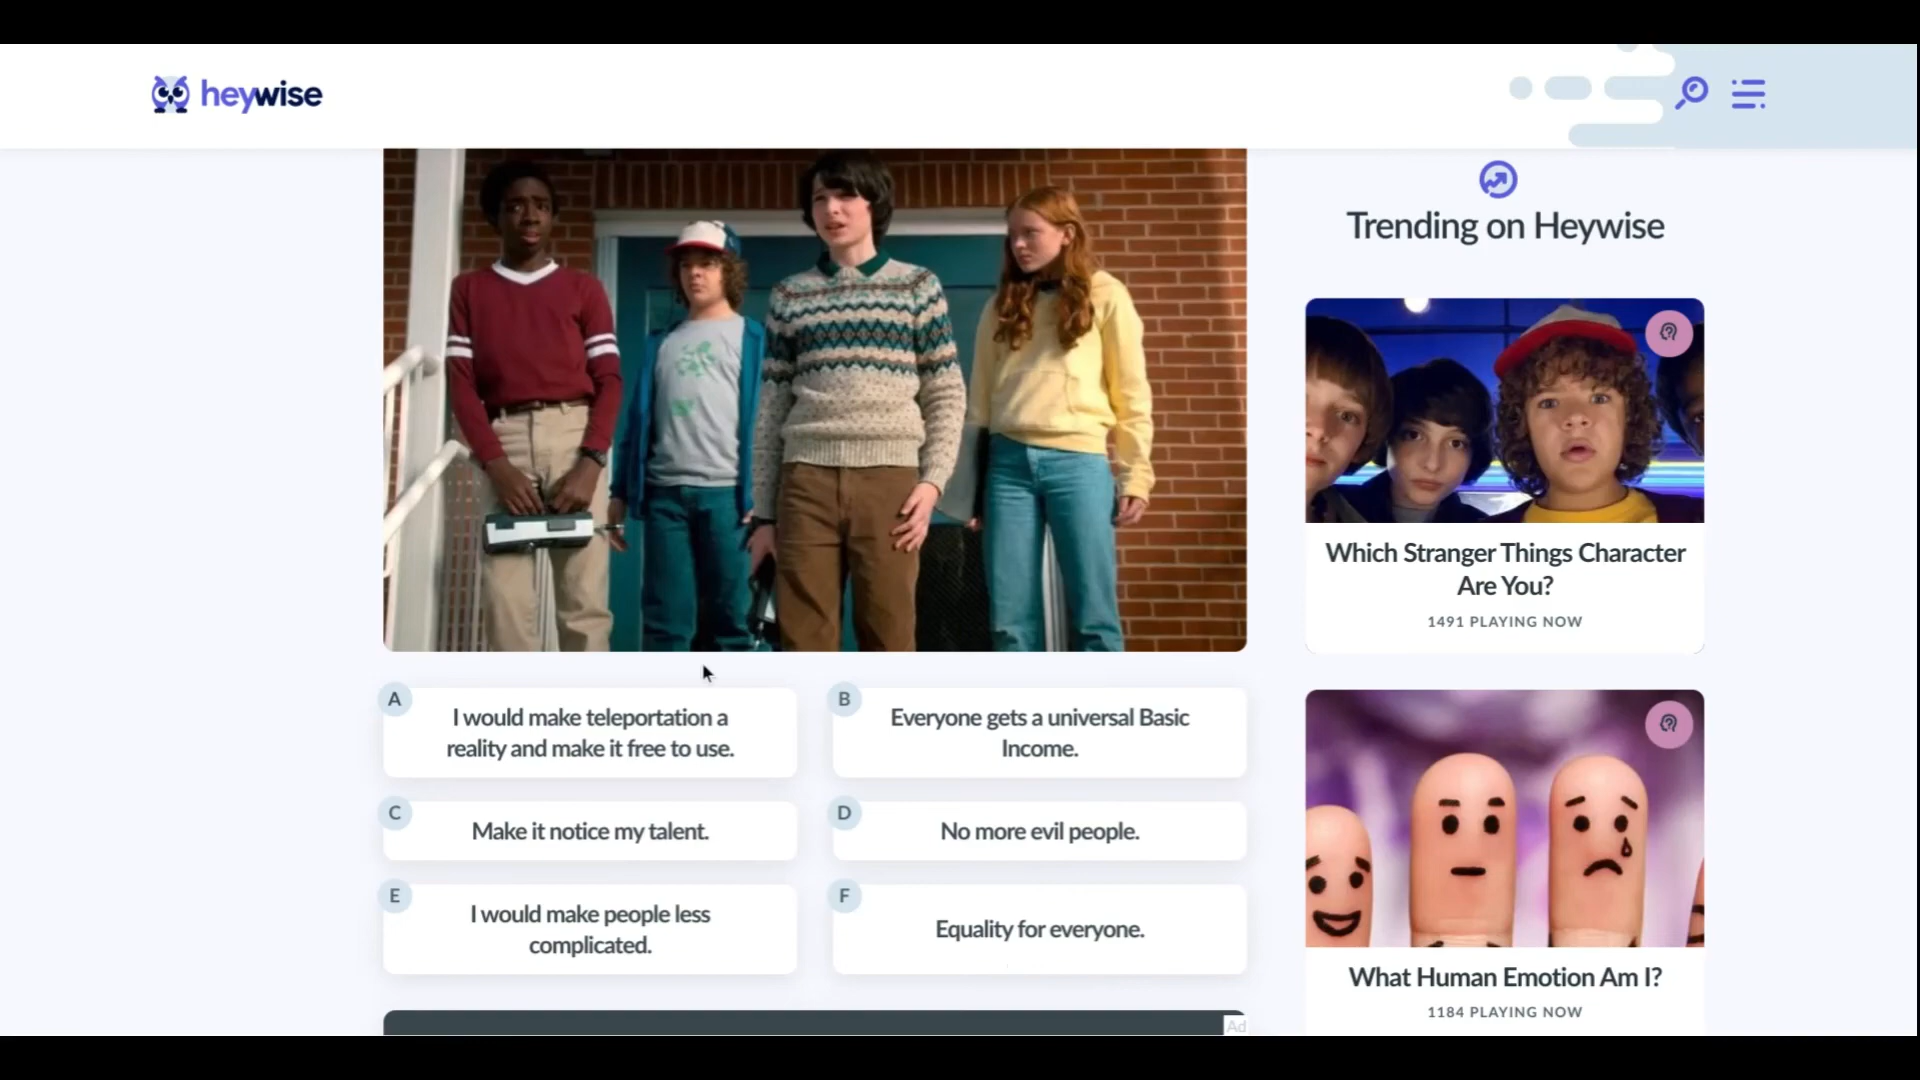 heywise
Trending on Heywise
Which Stranger Things Character
Are You?
1491 PLAYING NOW
A
I would make teleportation a
reality and make it free to use.
B
Everyone gets a universal Basic
Income.
C
Make it notice my talent.
D
No more evil people.
E
I would make people less
complicated.
F
Equality for everyone.
What Human Emotion Am I?
1184 PLAYING NOW
Ad